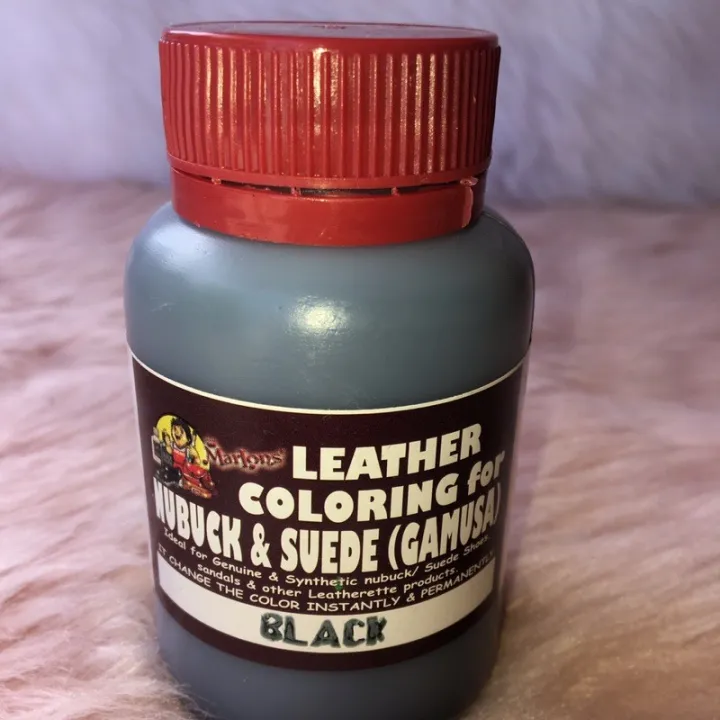 Marlons'
LEATHER
COLORING for
NUBUCK & SUEDE (GAMUSA)
Ideal for Genuine & Synthetic nubuck/ Suede Shoes,
sandals & other Leatherette products.
IT CHANGE THE COLOR INSTANTLY & PERMANENTLY
BLACK